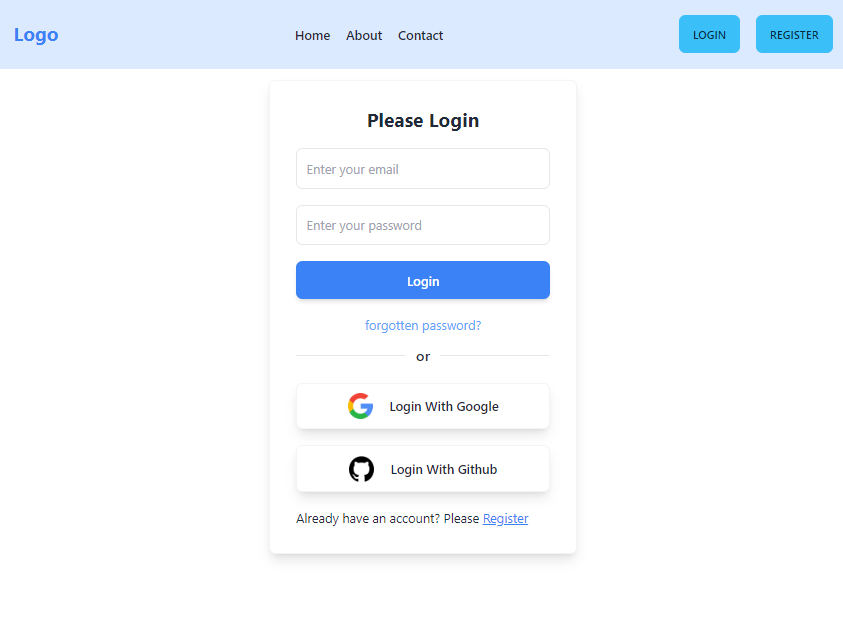 Logo
Home About Contact
LOGIN REGISTER
Please Login
Enter your email
Enter your password
Login
forgotten password?
or
Login With Google
Login With Github
Already have an account? Please Register